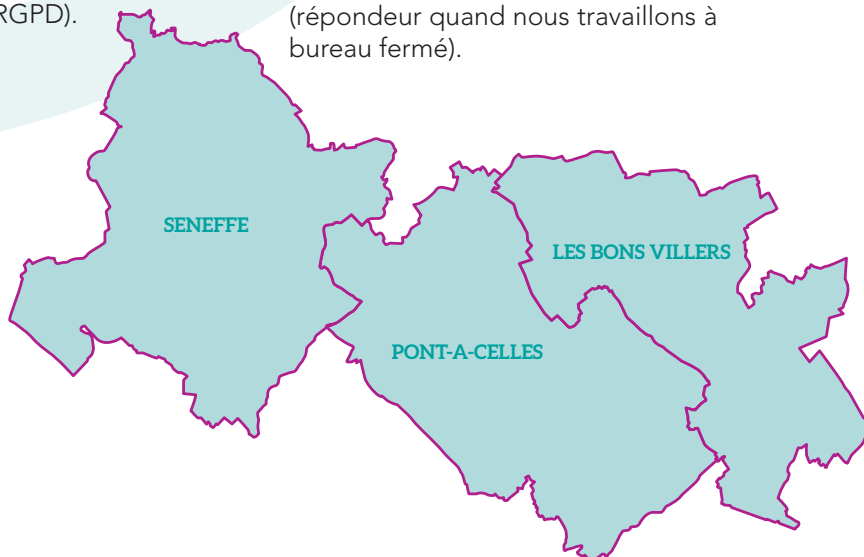 RGPD).
(répondeur quand nous travaillons à
bureau fermé).
SENEFFE
LES BONS VILLERS
PONT-A-CELLES